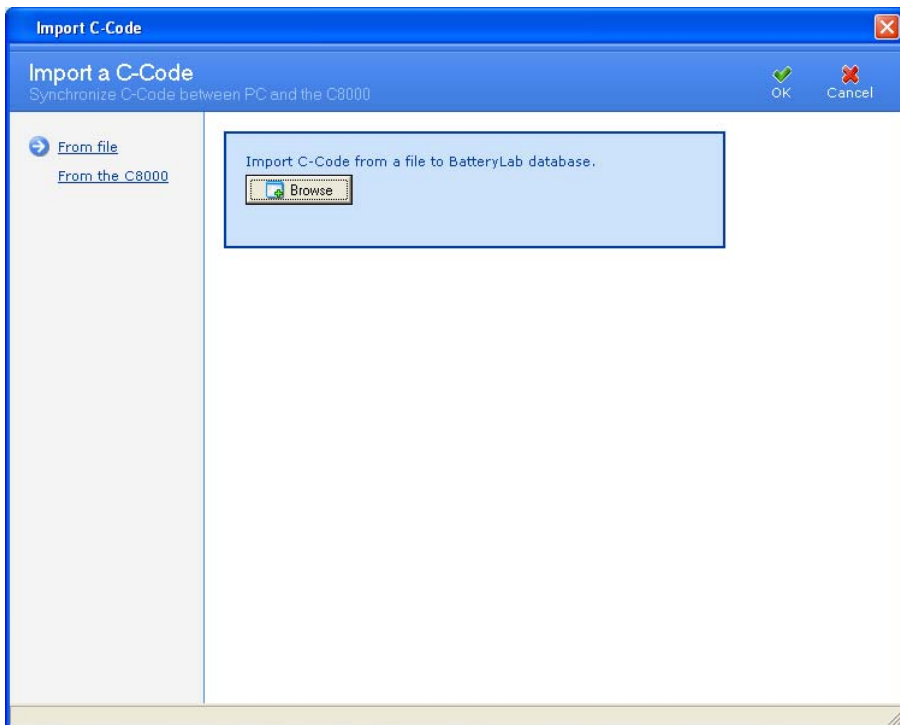 Import C-Code
Import a C-Code
Synchronize C-Code between PC and the C8000
OK
Cancel
From file
From the C8000
Import C-Code from a file to BatteryLab database.
Browse